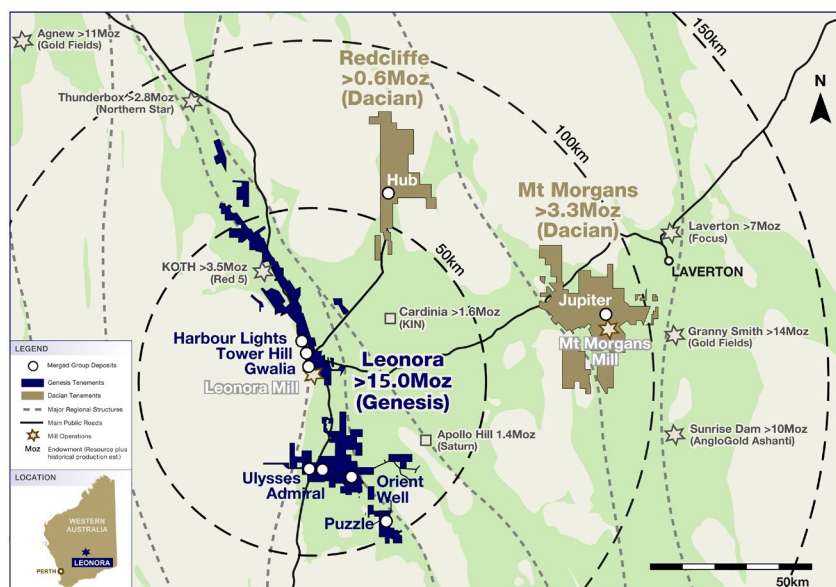 Agnew >11Moz
(Gold Fields)
Thunderbox >2.8Moz
(Northern Star)
Redcliffe
>0.6Moz
(Dacian)
150km
N
100km
Hub
Mt Morgans
>3.3Moz
(Dacian)
50km
Laverton >7Moz
(Focus)
KOTH >3.5Moz
(Red 5)
LAVERTON
Jupiter
Cardinia >1.6Moz
(KIN)
Harbour Lights
Tower Hill
Gwalia
Leonora Mill
Mt Morgans
Mill
Granny Smith >14Moz
(Gold Fields)
Leonora
>15.0Moz
(Genesis)
Apollo Hill 1.4Moz
(Saturn)
Sunrise Dam >10Moz
(AngloGold Ashanti)
Ulysses
Admiral
Orient
Well
Puzzle
50km
LEGEND
Merged Group Deposits
Genesis Tenements
Dacian Tenements
Major Regional Structures
Main Public Roads
Mill Operations
Moz Endowment (Resource plus
historical production est.)
LOCATION
WESTERN
AUSTRALIA
LEONORA
PERTH